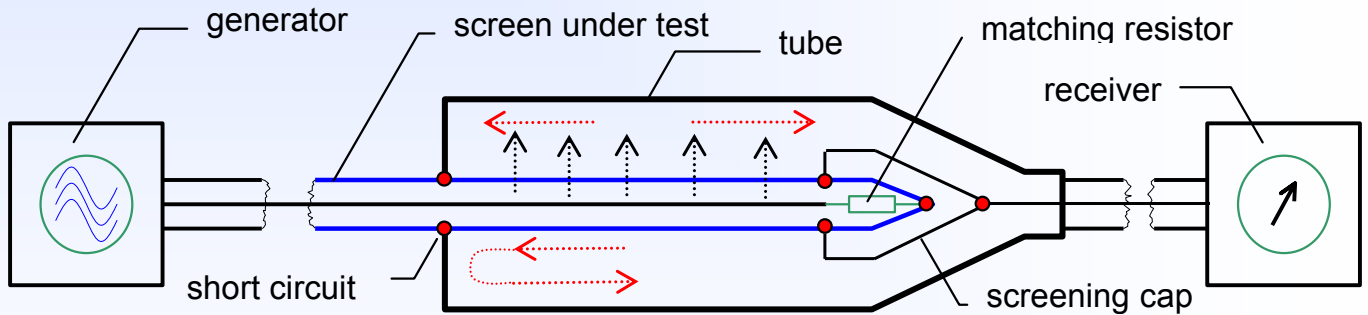 generator
screen under test
tube
matching resistor
receiver
short circuit
screening cap